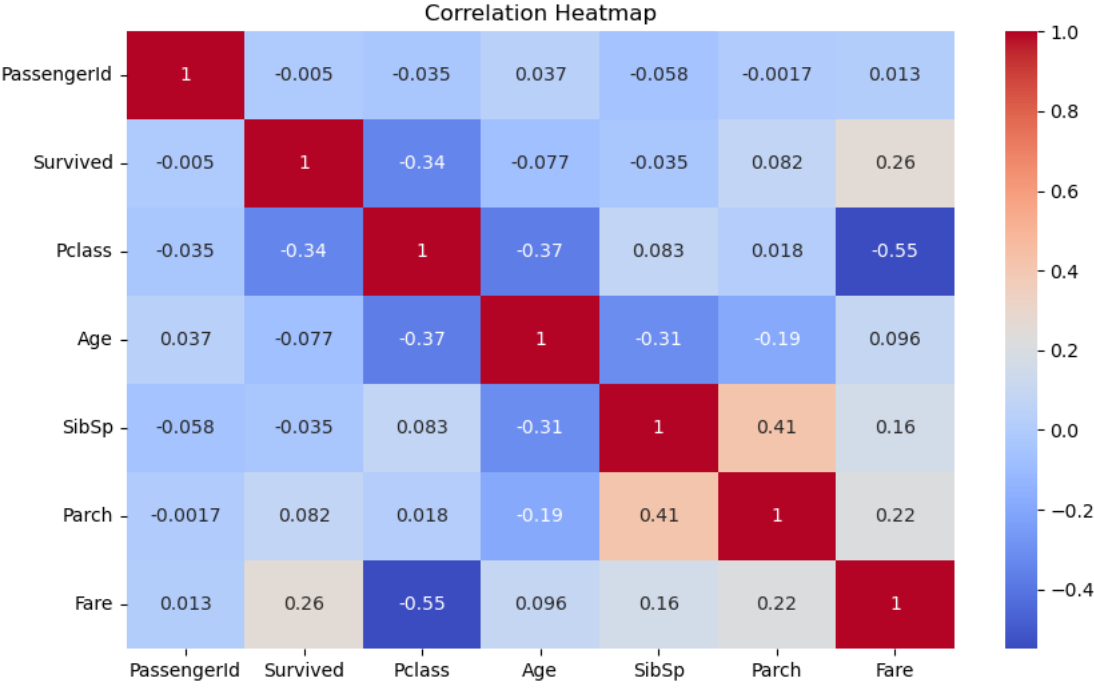 Correlation Heatmap
PassengerId 1 -0.005 -0.035 0.037 -0.058 -0.0017 0.013
Survived -0.005 1 -0.34 -0.077 -0.035 0.082 0.26
Pclass -0.035 -0.34 1 -0.37 0.083 0.018 -0.55
Age 0.037 -0.077 -0.37 1 -0.31 -0.19 0.096
SibSp -0.058 -0.035 0.083 -0.31 1 0.41 0.16
Parch -0.0017 0.082 0.018 -0.19 0.41 1 0.22
Fare 0.013 0.26 -0.55 0.096 0.16 0.22 1
PassengerId Survived Pclass Age SibSp Parch Fare
1.0
0.8
0.6
0.4
0.2
0.0
−0.2
−0.4